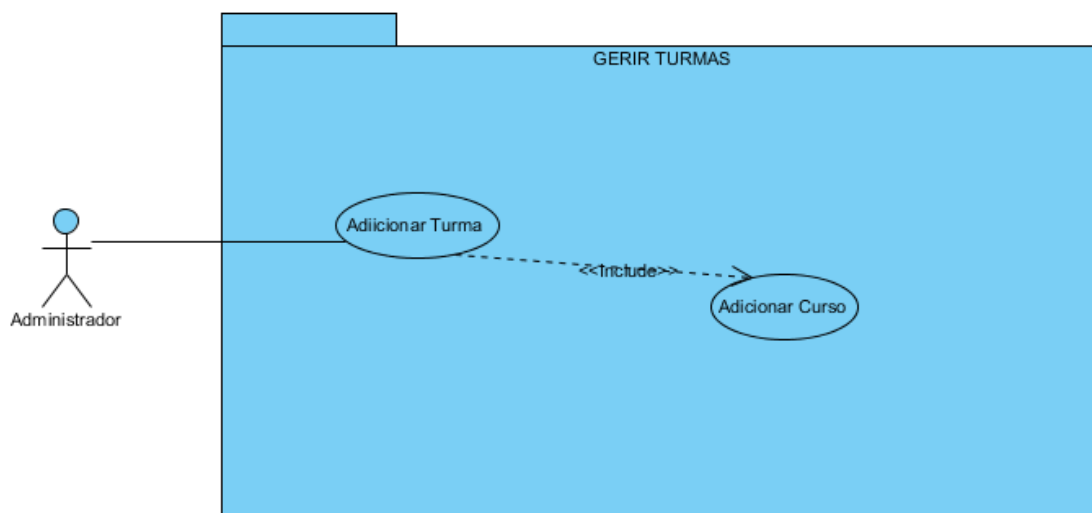 GERIR TURMAS
Adiicionar Turma
<<Include>>
Adicionar Curso
Administrador